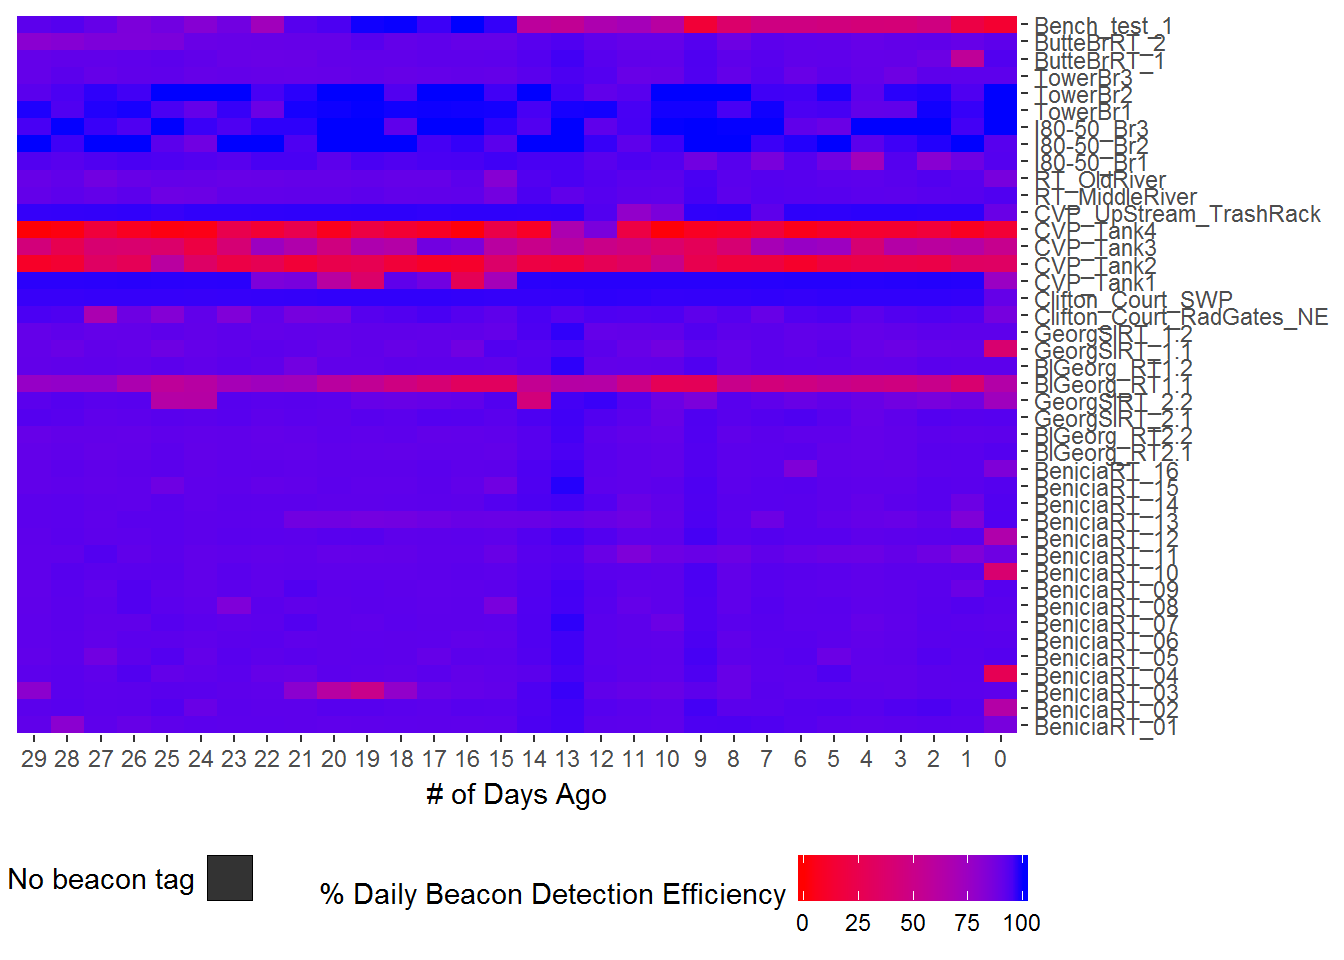 Bench_test_1
ButteBrRT_2
ButteBrRT_1
TowerBr3
TowerBr2
TowerBr1
I80-50_Br3
I80-50_Br2
I80-50_Br1
RT_OldRiver
RT_MiddleRiver
CVP_UpStream_TrashRack
CVP_Tank4
CVP_Tank3
CVP_Tank2
CVP_Tank1
Clifton_Court_SWP
Clifton_Court_RadGates_NE
GeorgSlRT_1.2
GeorgSlRT_1.1
BlGeorg_RT1.2
BlGeorg_RT1.1
GeorgSlRT_2.2
GeorgSlRT_2.1
BlGeorg_RT2.2
BlGeorg_RT2.1
BeniciaRT_16
BeniciaRT_15
BeniciaRT_14
BeniciaRT_13
BeniciaRT_12
BeniciaRT_11
BeniciaRT_10
BeniciaRT_09
BeniciaRT_08
BeniciaRT_07
BeniciaRT_06
BeniciaRT_05
BeniciaRT_04
BeniciaRT_03
BeniciaRT_02
BeniciaRT_01
29 28 27 26 25 24 23 22 21 20 19 18 17 16 15 14 13 12 11 10 9 8 7 6 5 4 3 2 1 0
# of Days Ago
No beacon tag
% Daily Beacon Detection Efficiency
0 25 50 75 100